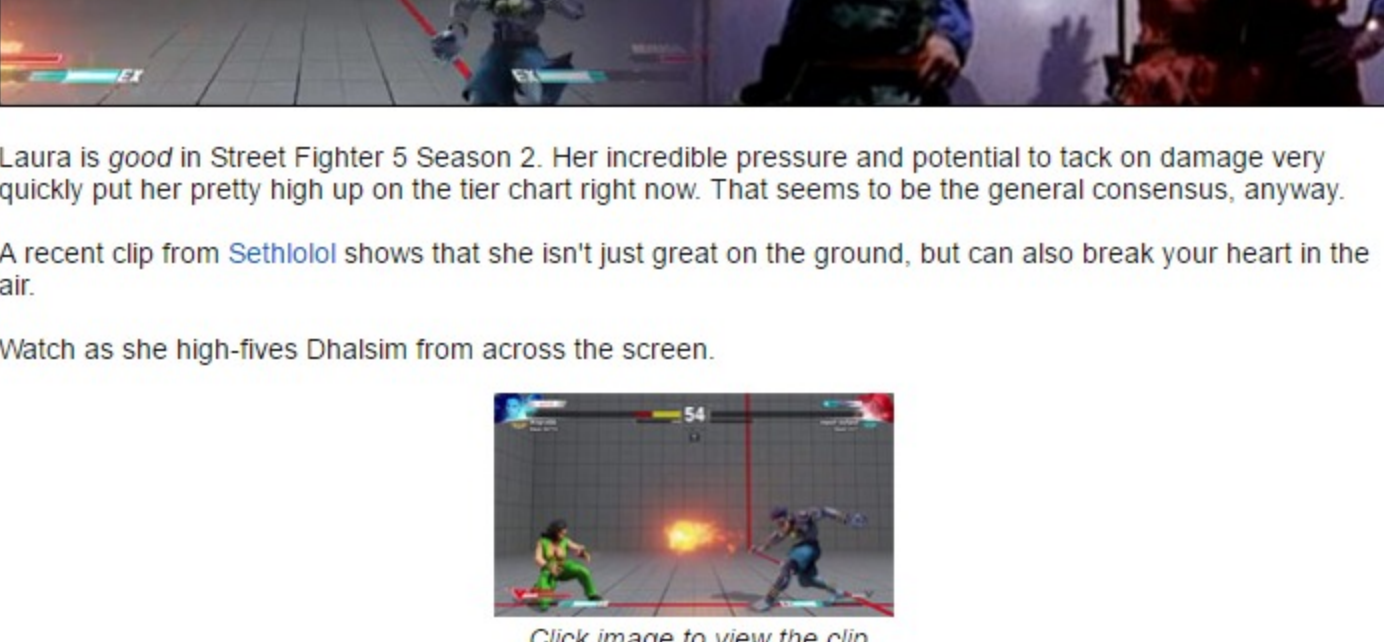 EX
EX
Laura is good in Street Fighter 5 Season 2. Her incredible pressure and potential to tack on damage very
quickly put her pretty high up on the tier chart right now. That seems to be the general consensus, anyway.
A recent clip from Sethlolol shows that she isn't just great on the ground, but can also break your heart in the
air.
Watch as she high-fives Dhalsim from across the screen.
54
Click image to view the clip